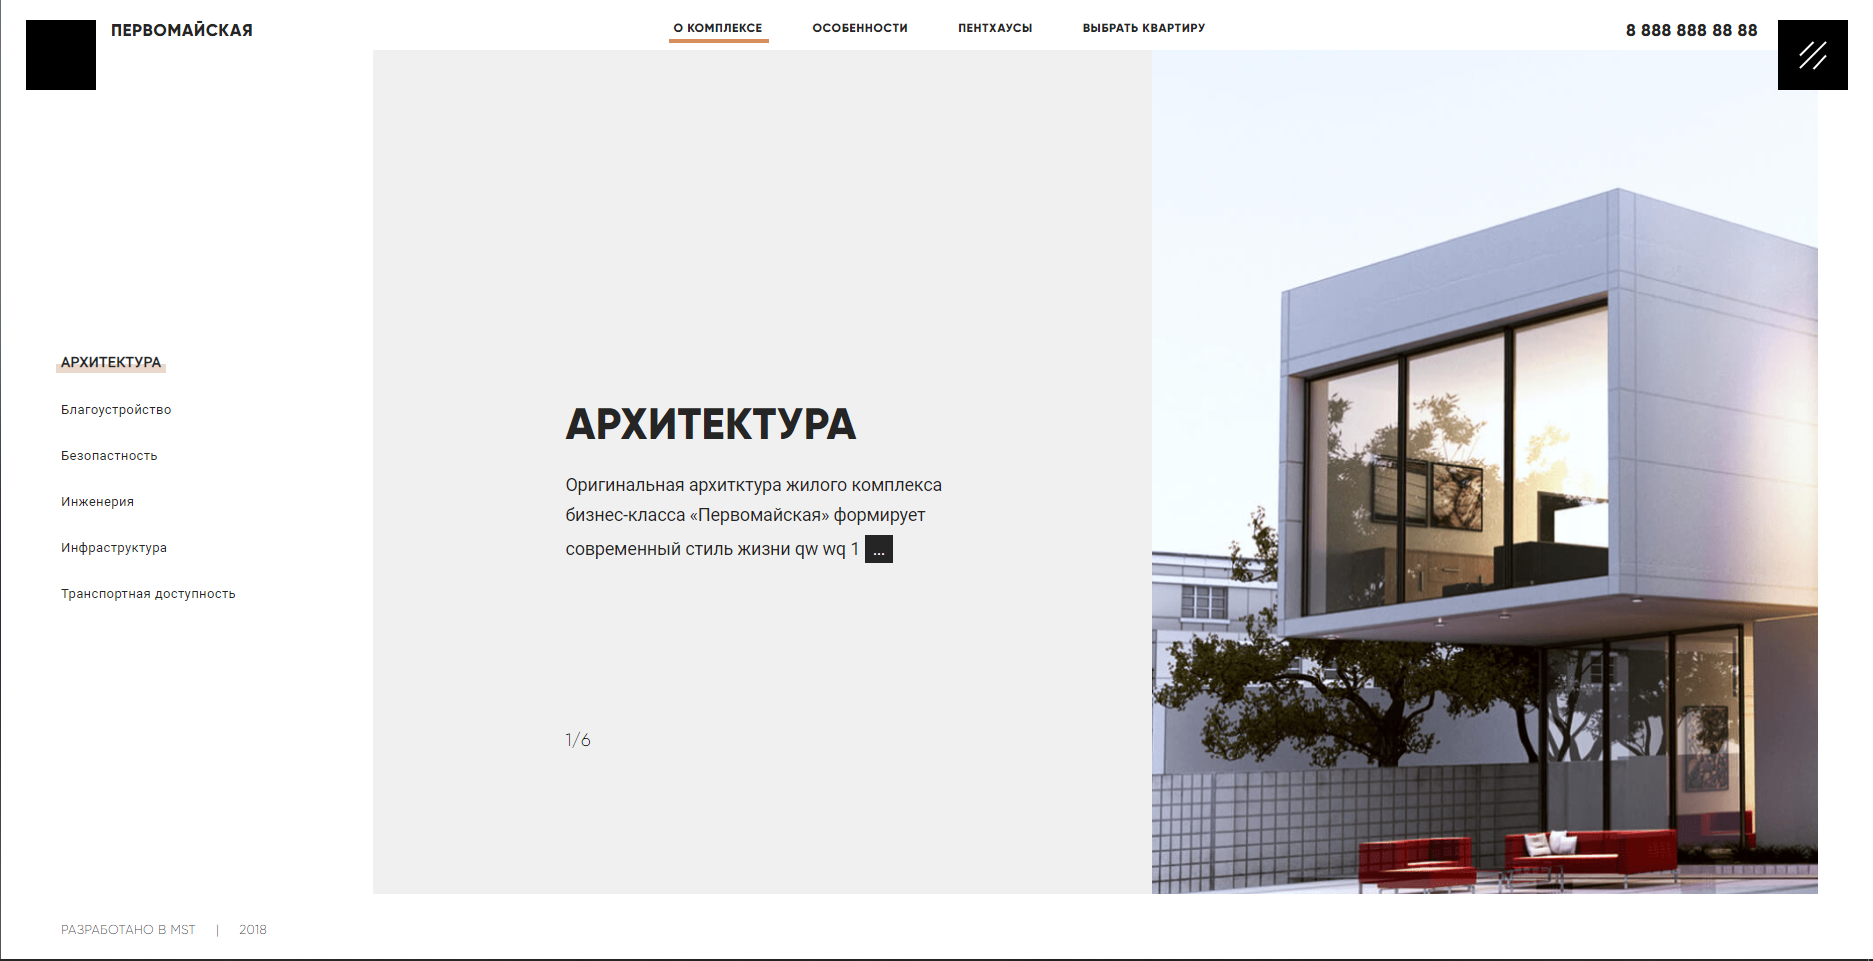 ПЕРВОМАЙСКАЯ
О КОМПЛЕКСЕ
ОСОБЕННОСТИ
ПЕНТХАУСЫ
ВЫБРАТЬ КВАРТИРУ
8 888 888 88 88
АРХИТЕКТУРА
Благоустройство
Безопастность
Инженерия
Инфраструктура
Транспортная доступность
АРХИТЕКТУРА
Оригинальная архитктура жилого комплекса
бизнес-класса «Первомайская» формирует
современный стиль жизни qw wq 1 ...
1/6
РАЗРАБОТАНО В MST | 2018